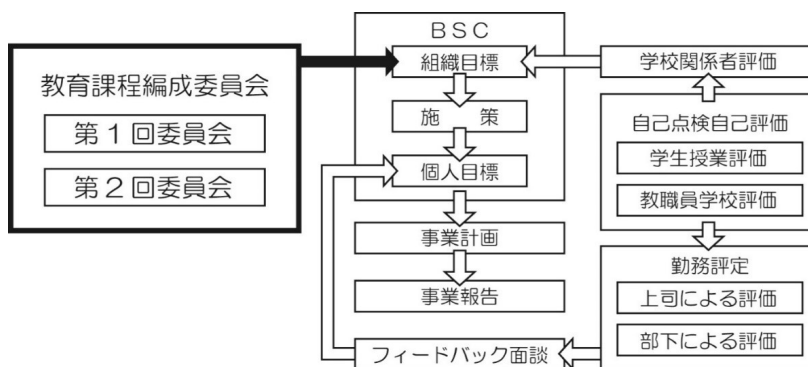 教育課程編成委員会
第1回委員会
第2回委員会
BSC
組織目標
施 策
個人目標
事業計画
事業報告
フィードバック面談
学校関係者評価
自己点検自己評価
学生授業評価
教職員学校評価
勤務評定
上司による評価
部下による評価